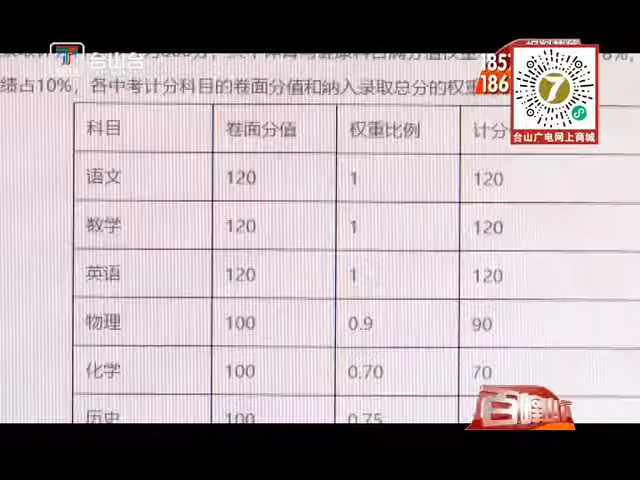 台山台
绩占10%，各中考计分科目的卷面分值和纳入录取总分的权重
186
台山广电网上商城
科目 卷面分值 权重比例 计分
语文 120 1 120
数学 120 1 120
英语 120 1 120
物理 100 0.9 90
化学 100 0.70 70
历史 100 0.75